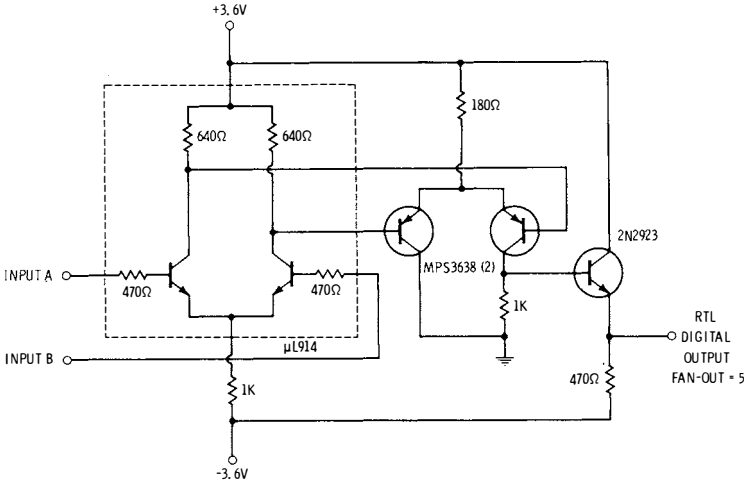 +3.6V
640Ω
640Ω
180Ω
2N2923
MPS3638 (2)
INPUT A
470Ω
470Ω
1K
RTL
DIGITAL
OUTPUT
FAN-OUT = 5
μL914
INPUT B
470Ω
1K
-3.6V